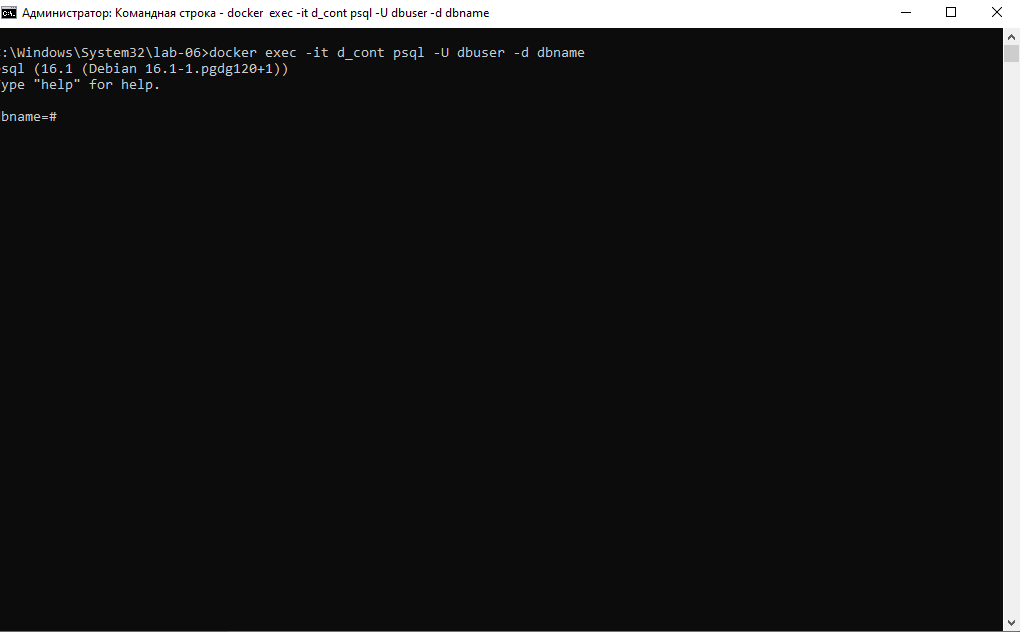 Администратор: Командная строка - docker  exec -it d_cont psql -U dbuser -d dbname
:\Windows\System32\lab-06>docker exec -it d_cont psql -U dbuser -d dbname
sql (16.1 (Debian 16.1-1.pgdg120+1))
ype "help" for help.
bname=#